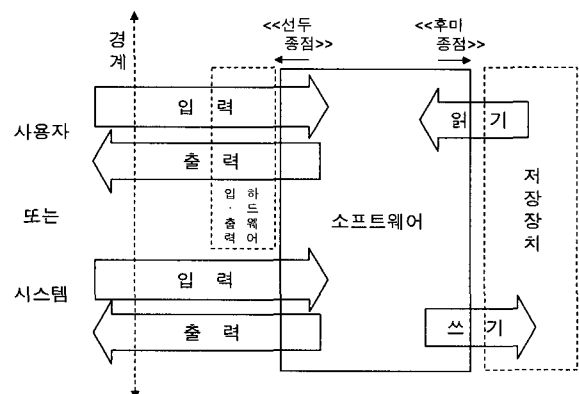 <<선두
종점>>
<<후미
종점>>
경계
입 력
읽 기
사용자
출 력
저장장치
하드웨어
입·출력
또는
소프트웨어
입 력
시스템
출 력
쓰 기